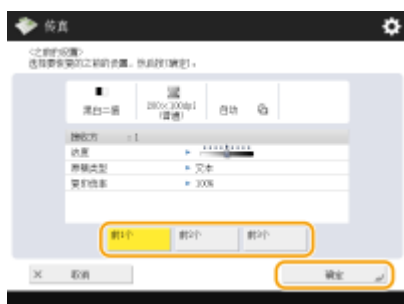 传真
<之前的设置>
选择要恢复的之前的设置，然后按[确定]。
黑白二值
200×100dpi
(普通)
自动
接收方 :1
浓度
原稿类型 ▶ 文本
复印倍率 ▶ 100%
前1个 前2个 前3个
× 取消
确定